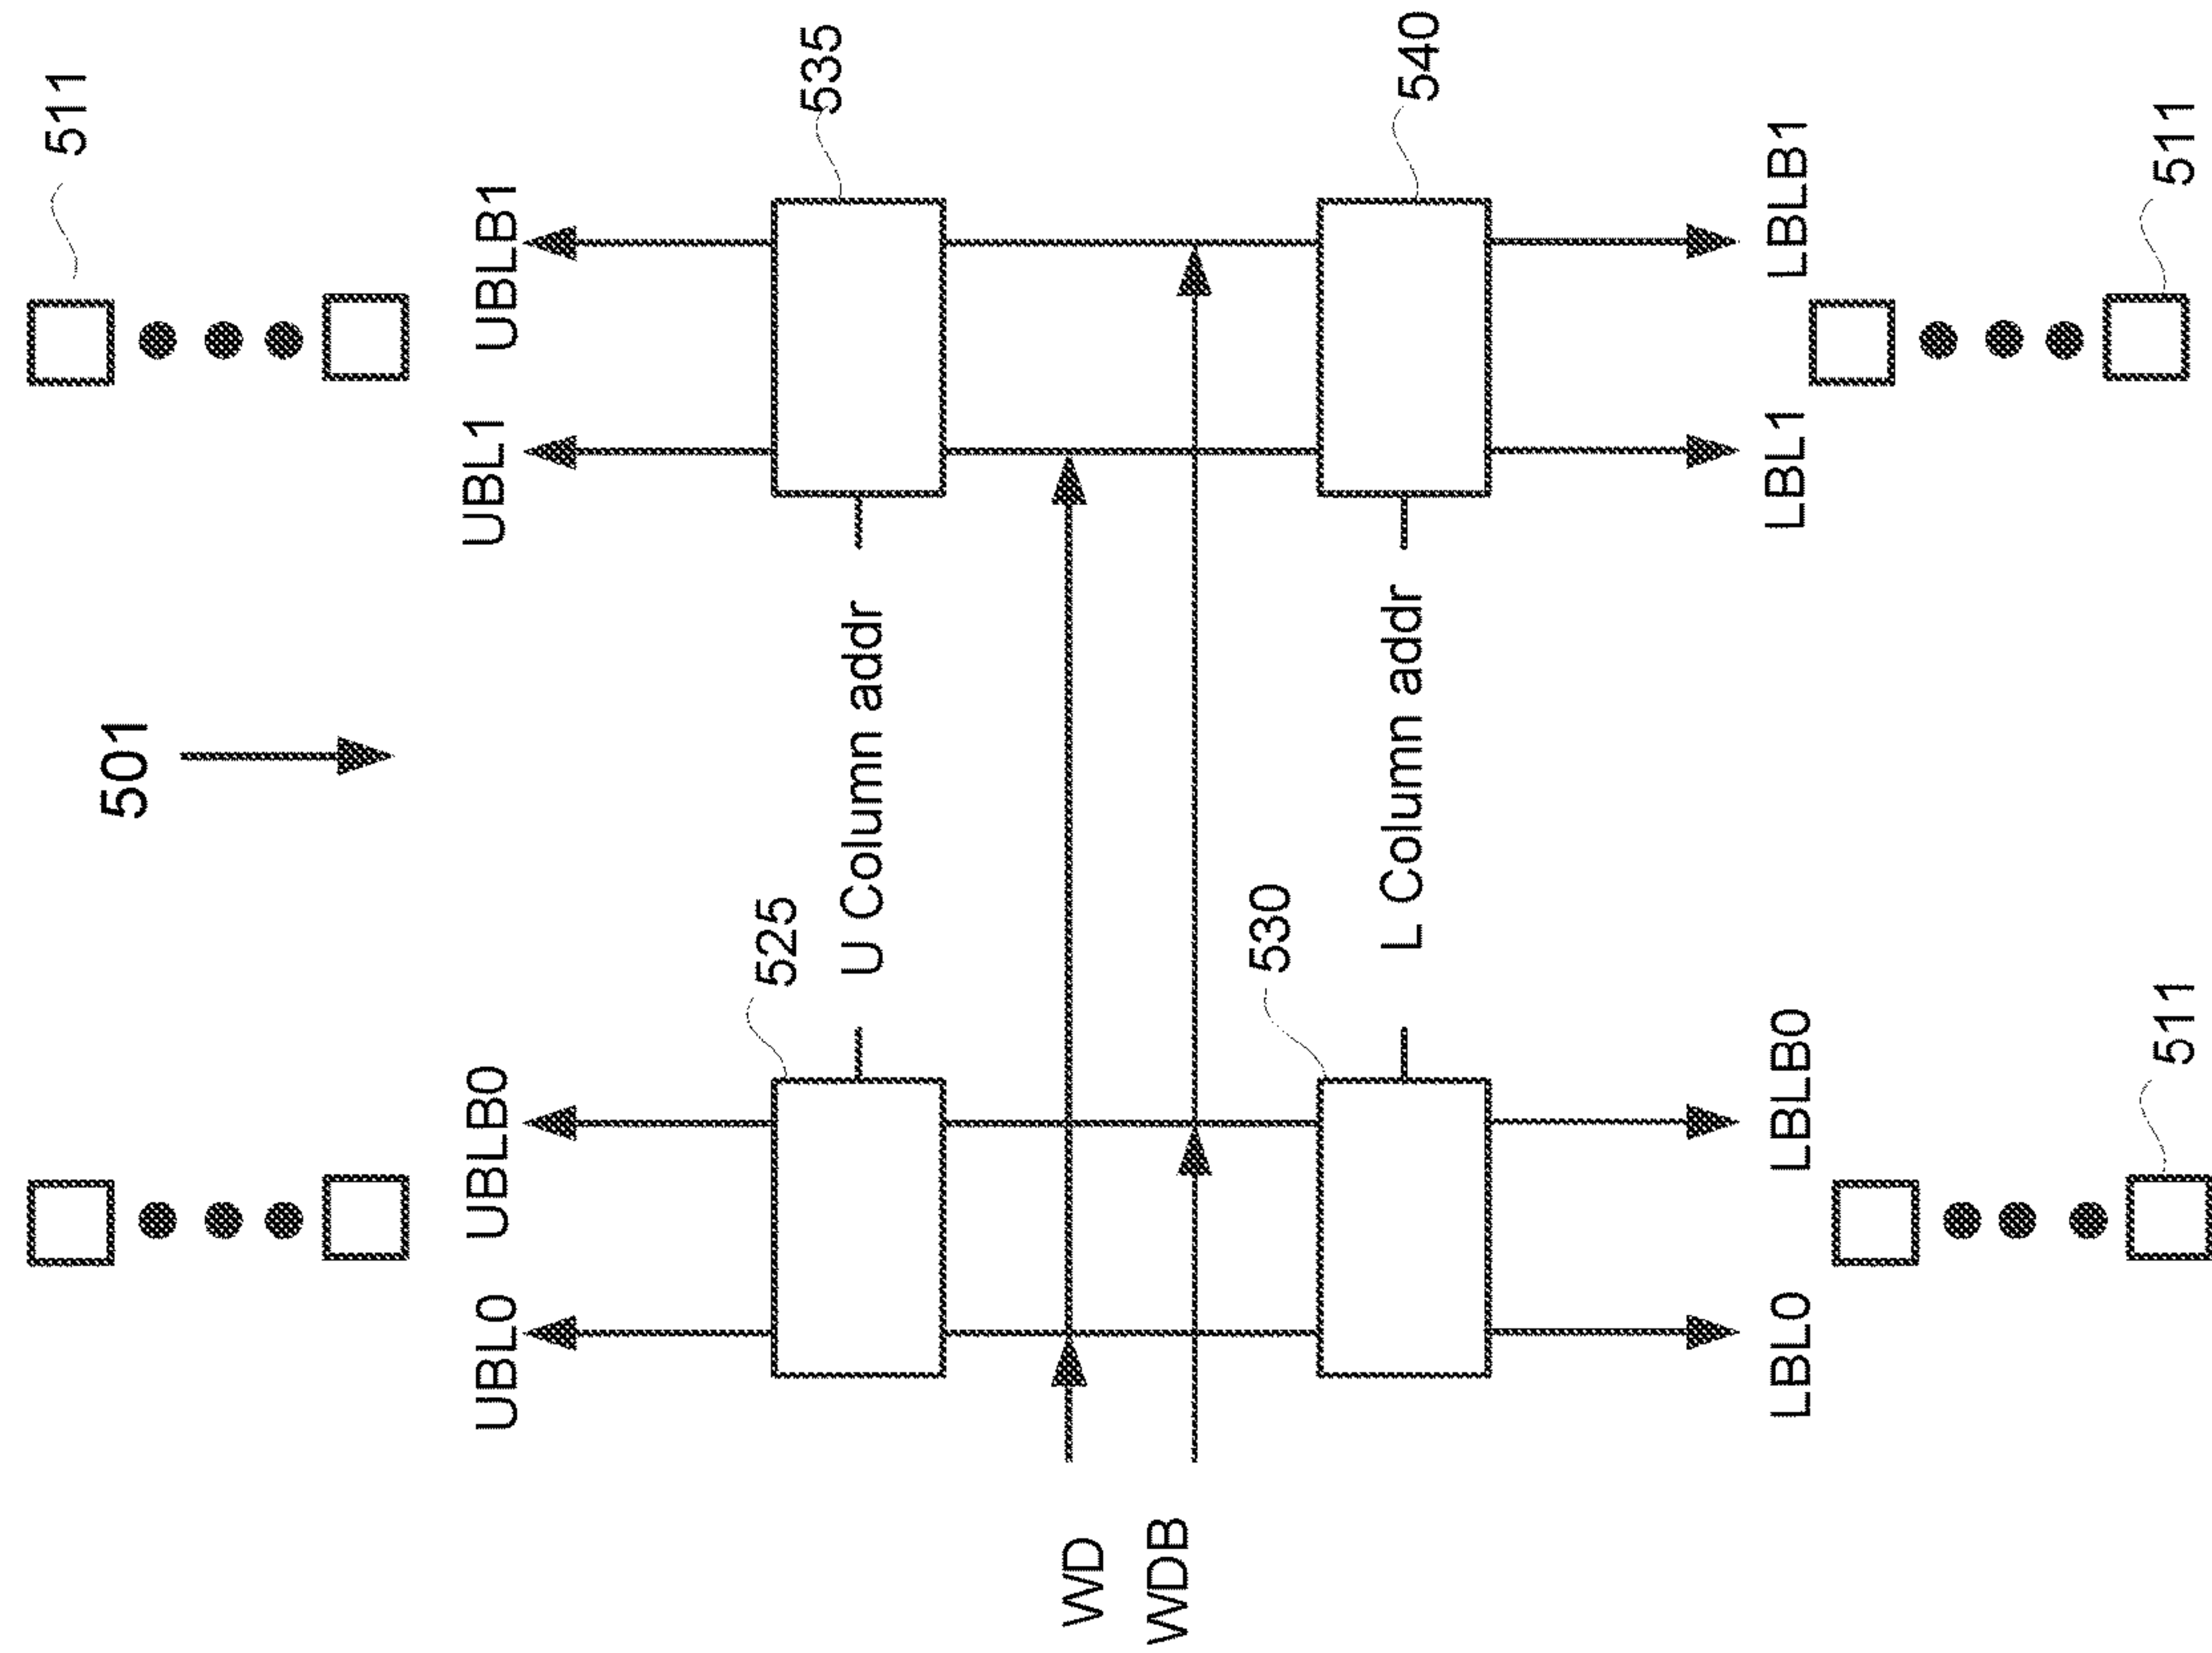 511
501
UBL0 UBLB0 UBL1 UBLB1
525
535
U Column addr
WD
WDB
530
540
L Column addr
LBL0 LBLB0 LBL1 LBLB1
511 511